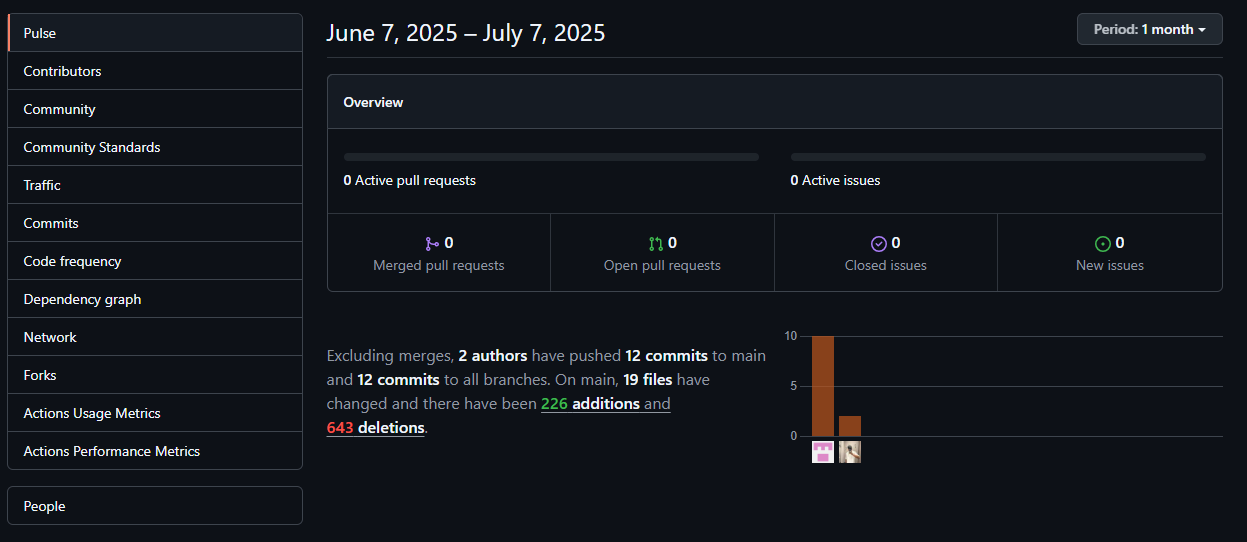 Pulse
Contributors
Community
Community Standards
Traffic
Commits
Code frequency
Dependency graph
Network
Forks
Actions Usage Metrics
Actions Performance Metrics
People
June 7, 2025 – July 7, 2025
Period: 1 month
Overview
0 Active pull requests
0 Active issues
0
Merged pull requests
0
Open pull requests
0
Closed issues
0
New issues
Excluding merges, 2 authors have pushed 12 commits to main
and 12 commits to all branches. On main, 19 files have
changed and there have been 226 additions and
643 deletions.
10
5
0